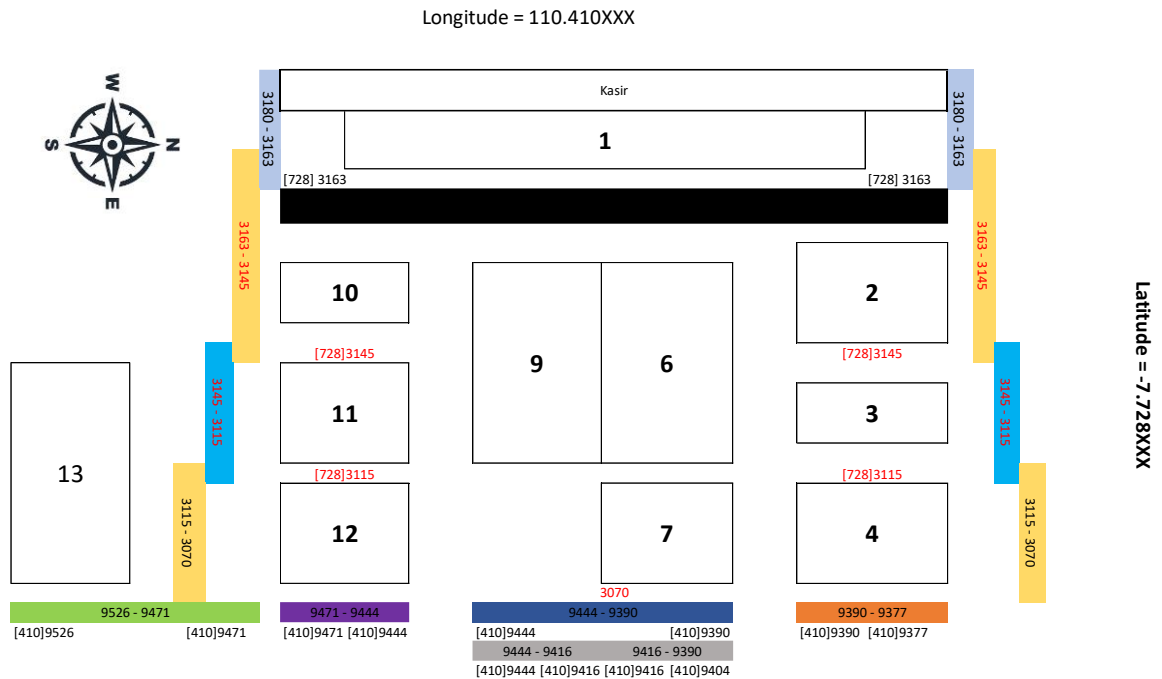 Longitude = 110.410XXX
W
S
N
E
Kasir
1
3180 - 3163
3180 - 3163
[728] 3163
[728] 3163
3163 - 3145
3163 - 3145
10
9
6
2
[728]3145
[728]3145
Latitude = -7.728XXX
3145 - 3115
3145 - 3115
13
11
3
[728]3115
[728]3115
3115 - 3070
3115 - 3070
12
7
4
3070
9526 - 9471
9471 - 9444
9444 - 9390
9390 - 9377
[410]9526
[410]9471
[410]9471 [410]9444
[410]9444
[410]9390
[410]9390 [410]9377
9444 - 9416
9416 - 9390
[410]9444 [410]9416 [410]9416 [410]9404